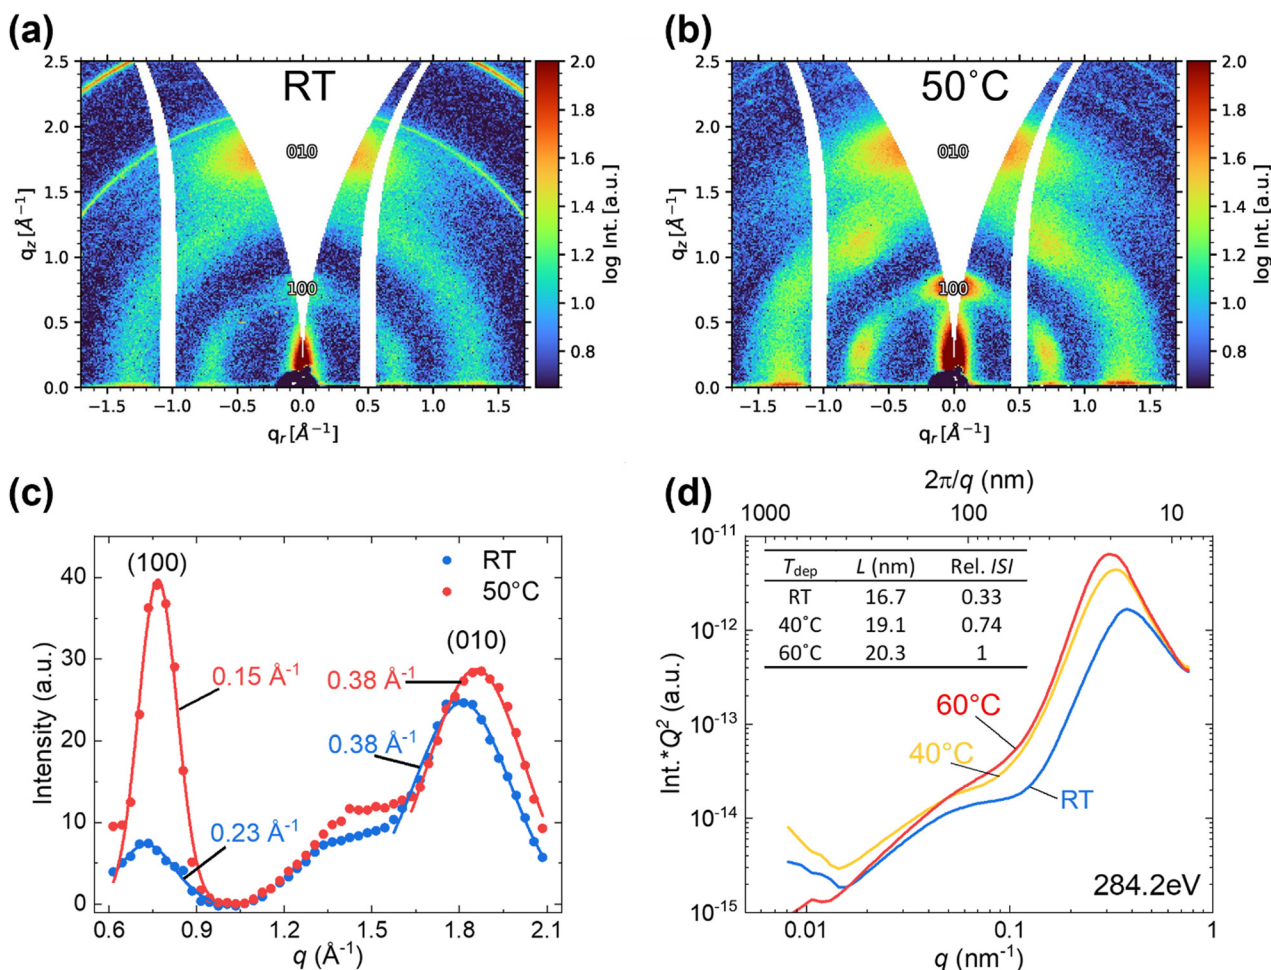 (a)
RT
010
100
2.5
2.0
1.5
1.0
0.5
0.0
q_z [Å⁻¹]
−1.5 −1.0 −0.5 0.0 0.5 1.0 1.5
q_r [Å⁻¹]
2.0
1.8
1.6
1.4
1.2
1.0
0.8
log Int. [a.u.]
(b)
50°C
010
100
2.5
2.0
1.5
1.0
0.5
0.0
q_z [Å⁻¹]
−1.5 −1.0 −0.5 0.0 0.5 1.0 1.5
q_r [Å⁻¹]
2.0
1.8
1.6
1.4
1.2
1.0
0.8
log Int. [a.u.]
(c)
(100)
RT
50°C
(010)
0.15 Å⁻¹
0.38 Å⁻¹
0.38 Å⁻¹
0.23 Å⁻¹
40
30
20
10
0
Intensity (a.u.)
0.6 0.9 1.2 1.5 1.8 2.1
q (Å⁻¹)
(d)
2π/q (nm)
1000 100 10
T_dep L (nm) Rel. ISI
RT 16.7 0.33
40°C 19.1 0.74
60°C 20.3 1
60°C
40°C
RT
284.2eV
10⁻¹¹
10⁻¹²
10⁻¹³
10⁻¹⁴
10⁻¹⁵
Int.*Q² (a.u.)
0.01 0.1 1
q (nm⁻¹)